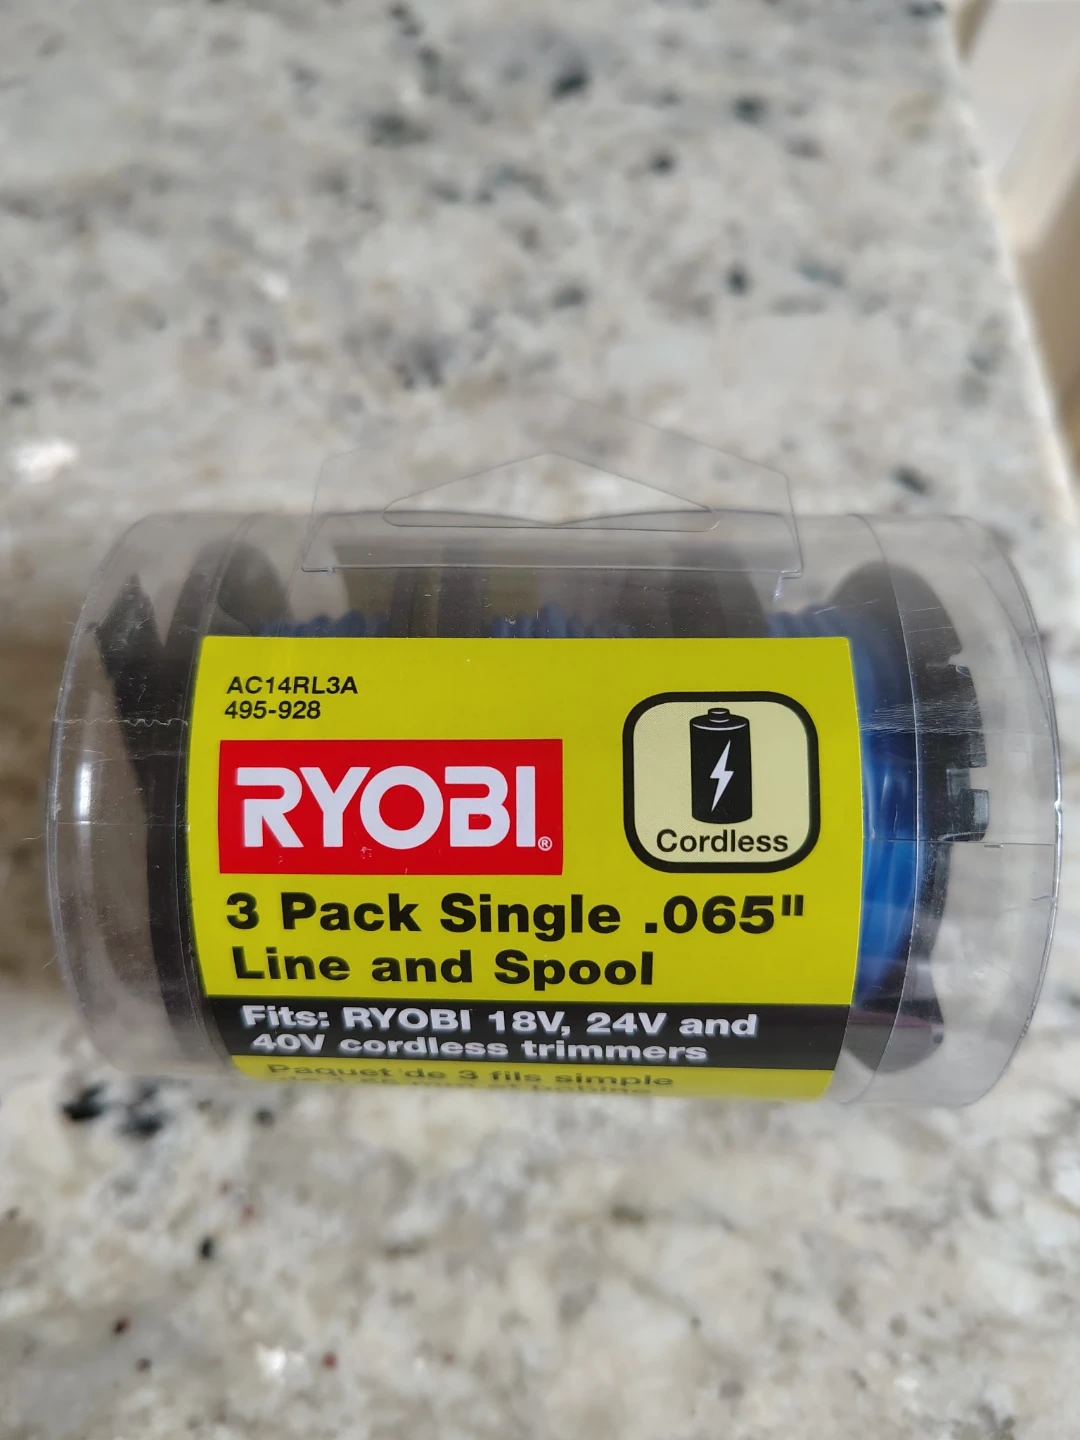 AC14RL3A
495-928
RYOBI®
Cordless
3 Pack Single .065"
Line and Spool
Fits: RYOBI 18V, 24V and
40V cordless trimmers
Paquet de 3 fils simple